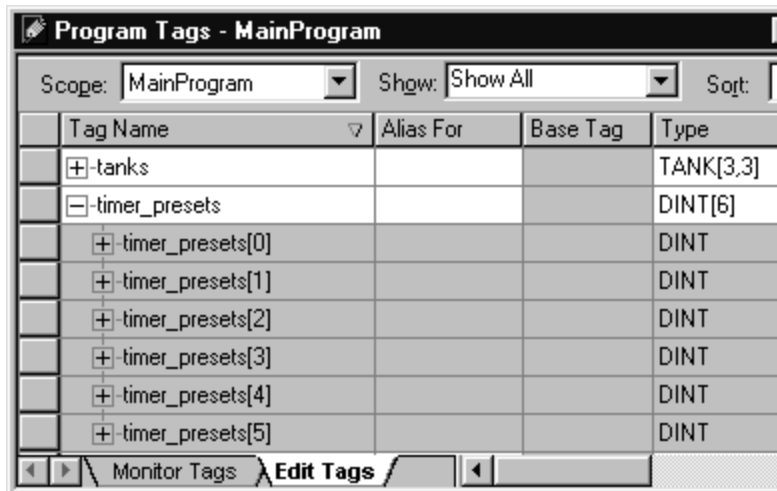 Program Tags - MainProgram
Scope: MainProgram Show: Show All Sort:
Tag Name Alias For Base Tag Type
tanks TANK[3,3]
timer_presets DINT[6]
timer_presets[0] DINT
timer_presets[1] DINT
timer_presets[2] DINT
timer_presets[3] DINT
timer_presets[4] DINT
timer_presets[5] DINT
Monitor Tags Edit Tags